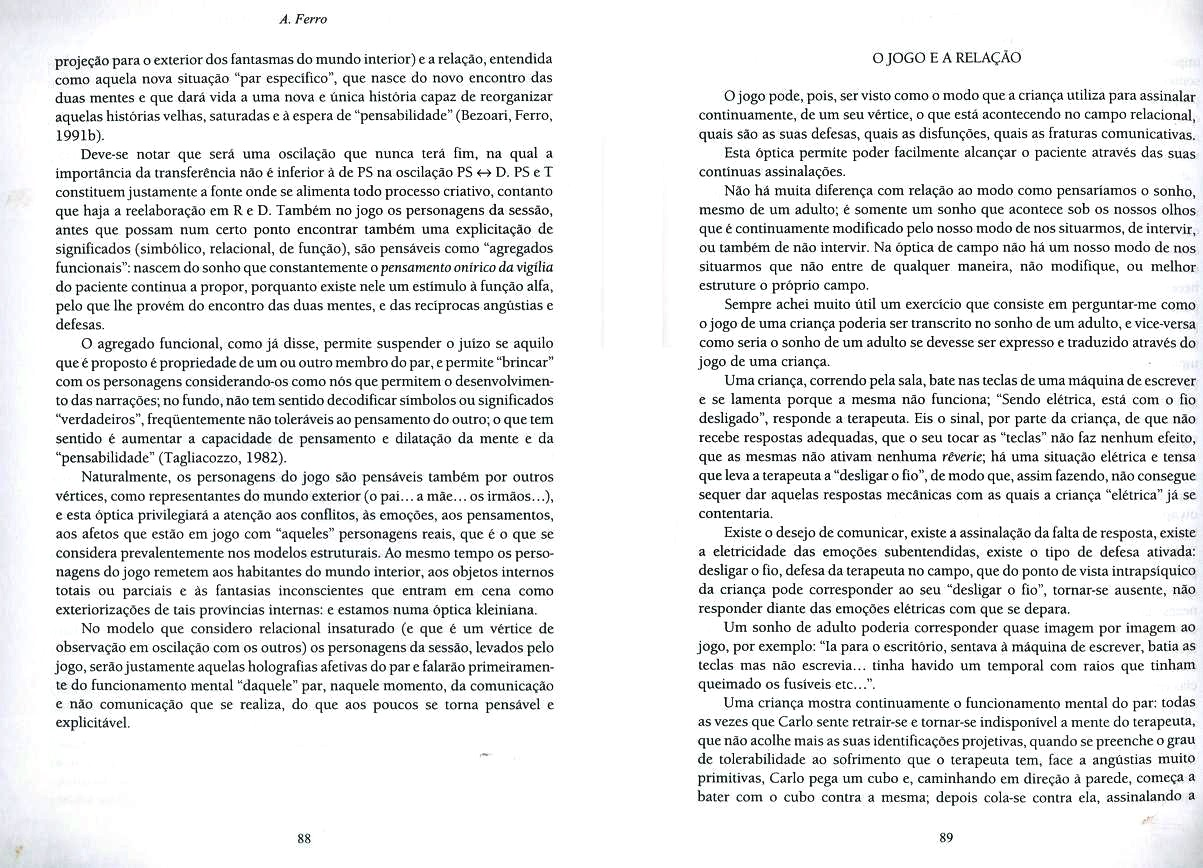 A. Ferro
projeção para o exterior dos fantasmas do mundo interior) e a relação, entendida
como aquela nova situação "par específico", que nasce do novo encontro das
duas mentes e que dará vida a uma nova e única história capaz de reorganizar
aquelas histórias velhas, saturadas e à espera de "pensabilidade" (Bezoari, Ferro,
1991b).
Deve-se notar que será uma oscilação que nunca terá fim, na qual a
importância da transferência não é inferior à de PS na oscilação PS ↔ D. PS e T
constituem justamente a fonte onde se alimenta todo processo criativo, contanto
que haja a reelaboração em R e D. Também no jogo os personagens da sessão,
antes que possam num certo ponto encontrar também uma explicitação de
significados (simbólico, relacional, de função), são pensáveis como "agregados
funcionais": nascem do sonho que constantemente o pensamento onírico da vigília
do paciente continua a propor, porquanto existe nele um estímulo à função alfa,
pelo que lhe provém do encontro das duas mentes, e das recíprocas angústias e
defesas.
O agregado funcional, como já disse, permite suspender o juízo se aquilo
que é proposto é propriedade de um ou outro membro do par, e permite "brincar"
com os personagens considerando-os como nós que permitem o desenvolvimen-
to das narrações; no fundo, não tem sentido decodificar símbolos ou significados
"verdadeiros", freqüentemente não toleráveis ao pensamento do outro; o que tem
sentido é aumentar a capacidade de pensamento e dilatação da mente e da
"pensabilidade" (Tagliacozzo, 1982).
Naturalmente, os personagens do jogo são pensáveis também por outros
vértices, como representantes do mundo exterior (o pai... a mãe... os irmãos...),
e esta óptica privilegiará a atenção aos conflitos, às emoções, aos pensamentos,
aos afetos que estão em jogo com "aqueles" personagens reais, que é o que se
considera prevalentemente nos modelos estruturais. Ao mesmo tempo os perso-
nagens do jogo remetem aos habitantes do mundo interior, aos objetos internos
totais ou parciais e às fantasias inconscientes que entram em cena como
exteriorizações de tais províncias internas: e estamos numa óptica kleiniana.
No modelo que considero relacional insaturado (e que é um vértice de
observação em oscilação com os outros) os personagens da sessão, levados pelo
jogo, serão justamente aquelas holografias afetivas do par e falarão primeiramen-
te do funcionamento mental "daquele" par, naquele momento, da comunicação
e não comunicação que se realiza, do que aos poucos se torna pensável e
explicitável.
88
O JOGO E A RELAÇÃO
O jogo pode, pois, ser visto como o modo que a criança utiliza para assinalar
continuamente, de um seu vértice, o que está acontecendo no campo relacional,
quais são as suas defesas, quais as disfunções, quais as fraturas comunicativas.
Esta óptica permite poder facilmente alcançar o paciente através das suas
contínuas assinalações.
Não há muita diferença com relação ao modo como pensaríamos o sonho,
mesmo de um adulto; é somente um sonho que acontece sob os nossos olhos
que é continuamente modificado pelo nosso modo de nos situarmos, de intervir,
ou também de não intervir. Na óptica de campo não há um nosso modo de nos
situarmos que não entre de qualquer maneira, não modifique, ou melhor
estruture o próprio campo.
Sempre achei muito útil um exercício que consiste em perguntar-me como
o jogo de uma criança poderia ser transcrito no sonho de um adulto, e vice-versa
como seria o sonho de um adulto se devesse ser expresso e traduzido através do
jogo de uma criança.
Uma criança, correndo pela sala, bate nas teclas de uma máquina de escrever
e se lamenta porque a mesma não funciona; "Sendo elétrica, está com o fio
desligado", responde a terapeuta. Eis o sinal, por parte da criança, de que não
recebe respostas adequadas, que o seu tocar as "teclas" não faz nenhum efeito,
que as mesmas não ativam nenhuma rêverie; há uma situação elétrica e tensa
que leva a terapeuta a "desligar o fio", de modo que, assim fazendo, não consegue
sequer dar aquelas respostas mecânicas com as quais a criança "elétrica" já se
contentaria.
Existe o desejo de comunicar, existe a assinalação da falta de resposta, existe
a eletricidade das emoções subentendidas, existe o tipo de defesa ativada:
desligar o fio, defesa da terapeuta no campo, que do ponto de vista intrapsíquico
da criança pode corresponder ao seu "desligar o fio", tornar-se ausente, não
responder diante das emoções elétricas com que se depara.
Um sonho de adulto poderia corresponder quase imagem por imagem ao
jogo, por exemplo: "Ia para o escritório, sentava à máquina de escrever, batia as
teclas mas não escrevia... tinha havido um temporal com raios que tinham
queimado os fusíveis etc...".
Uma criança mostra continuamente o funcionamento mental do par: todas
as vezes que Carlo sente retrair-se e tornar-se indisponível a mente do terapeuta,
que não acolhe mais as suas identificações projetivas, quando se preenche o grau
de tolerabilidade ao sofrimento que o terapeuta tem, face a angústias muito
primitivas, Carlo pega um cubo e, caminhando em direção à parede, começa a
bater com o cubo contra a mesma; depois cola-se contra ela, assinalando a
89